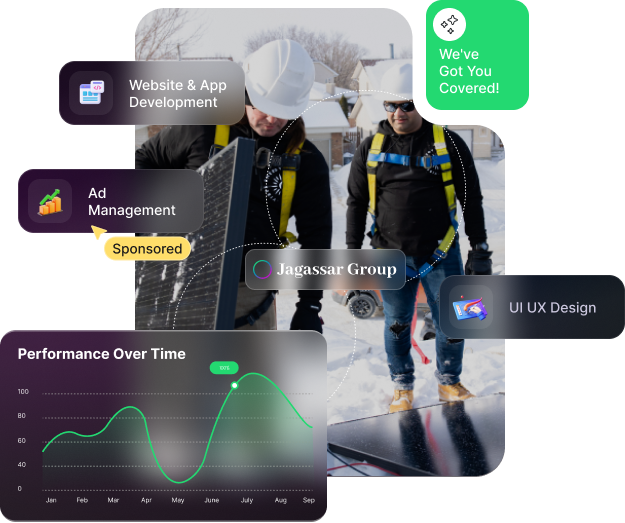 We've
Got You
Covered!
Website & App
Development
Ad
Management
Sponsored
Jagassar Group
UI UX Design
Performance Over Time
100
80
60
40
0
Jan Feb Mar Apr May June July Aug Sep